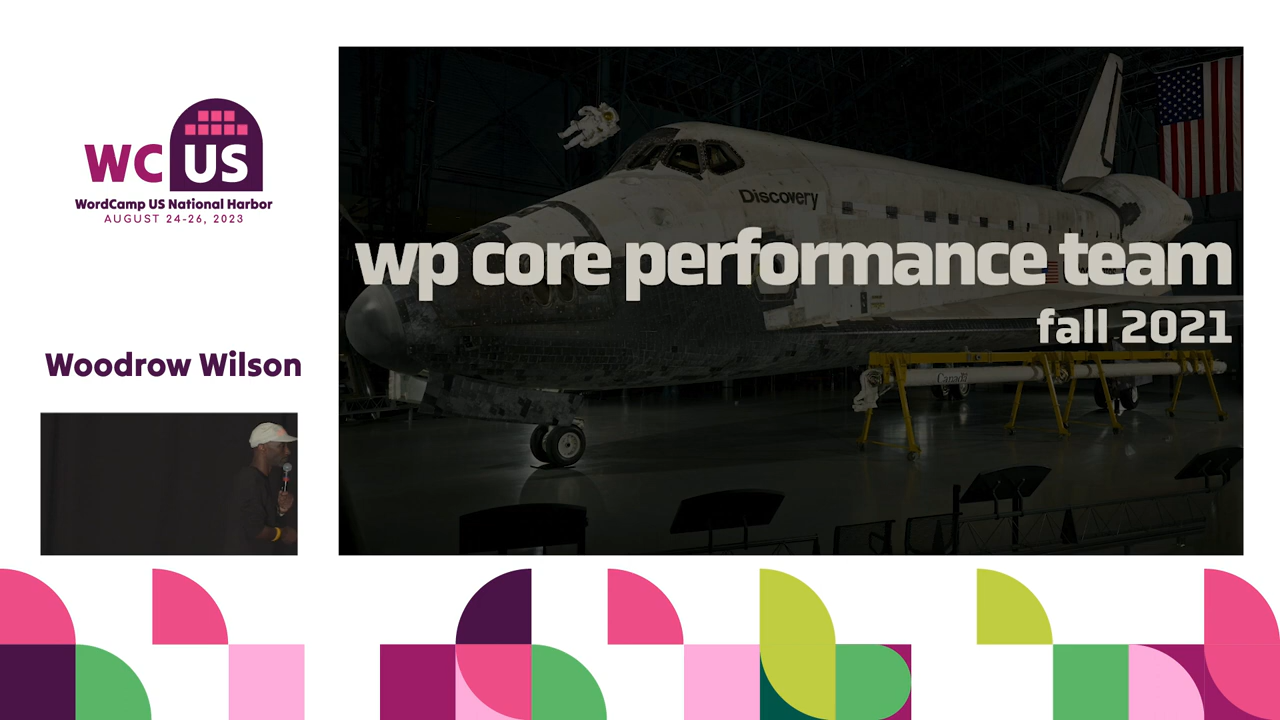 WC US
WordCamp US National Harbor
AUGUST 24-26, 2023
Woodrow Wilson
Discovery
wp core performance team
fall 2021
Canada